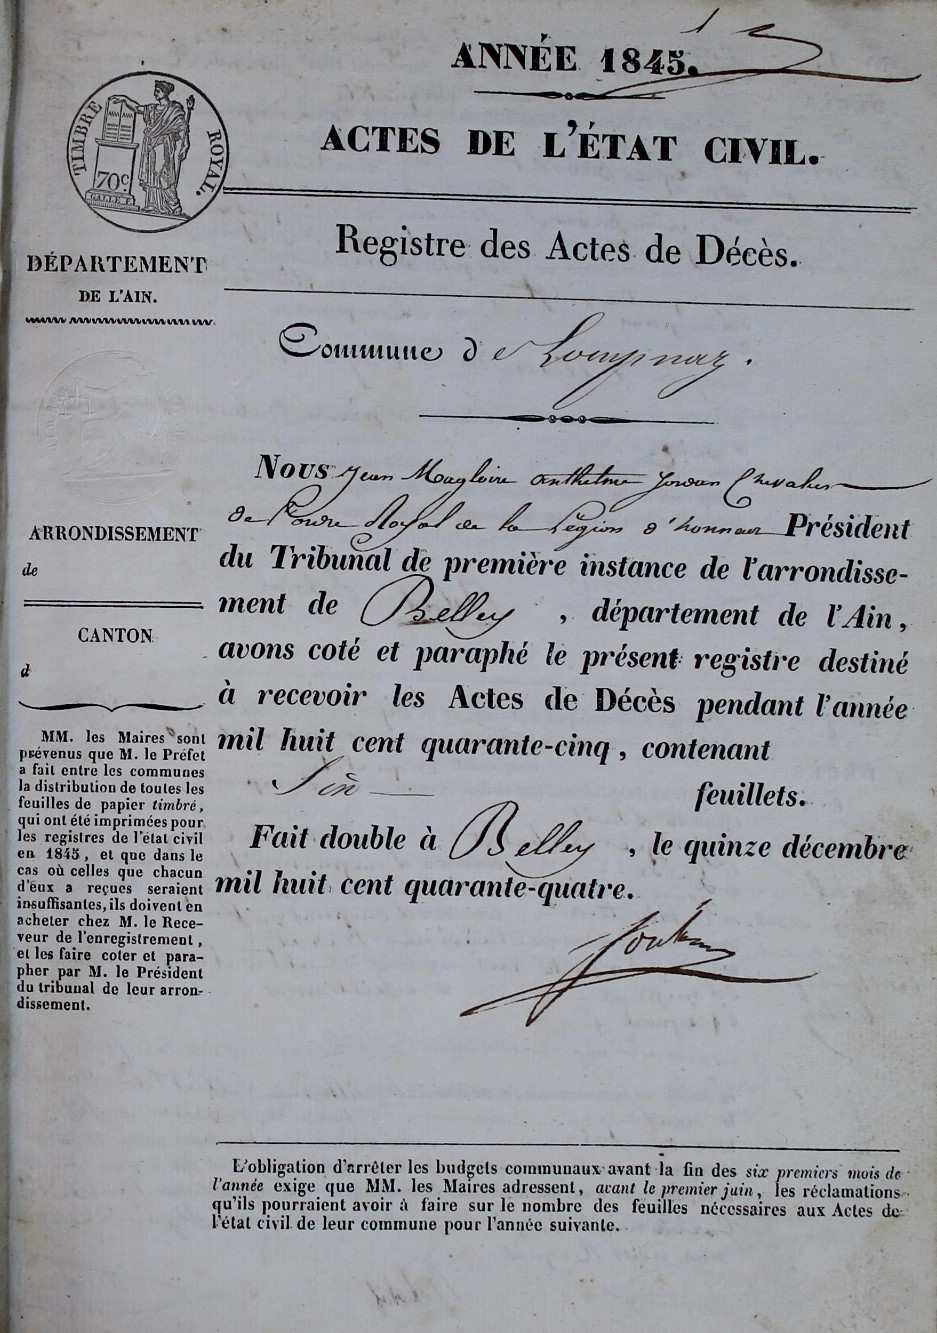 ANNÉE 1845.
ACTES DE L'ÉTAT CIVIL.
TIMBRE ROYAL.
70c
Registre des Actes de Décès.
DÉPARTEMENT
DE L'AIN.
Commune de Lompnaz.
Nous Jean Magloire Anthelme Jordan Chevalier
de l'ordre Royal de la Légion d'honneur Président
du Tribunal de première instance de l'arrondisse-
ment de Belley, département de l'Ain,
avons coté et paraphé le présent registre destiné
à recevoir les Actes de Décès pendant l'année
mil huit cent quarante-cinq, contenant
feuillets.
Fait double à Belley, le quinze décembre
mil huit cent quarante-quatre.
ARRONDISSEMENT
de
CANTON
d
MM. les Maires sont
prévenus que M. le Préfet
a fait entre les communes
la distribution de toutes les
feuilles de papier timbré,
qui ont été imprimées pour
les registres de l'état civil
en 1845, et que dans le
cas où celles que chacun
d'eux a reçues seraient
insuffisantes, ils doivent en
acheter chez M. le Rece-
veur de l'enregistrement,
et les faire coter et para-
pher par M. le Président
du tribunal de leur arron-
dissement.
L'obligation d'arrêter les budgets communaux avant la fin des six premiers mois de
l'année exige que MM. les Maires adressent, avant le premier juin, les réclamations
qu'ils pourraient avoir à faire sur le nombre des feuilles nécessaires aux Actes de
l'état civil de leur commune pour l'année suivante.